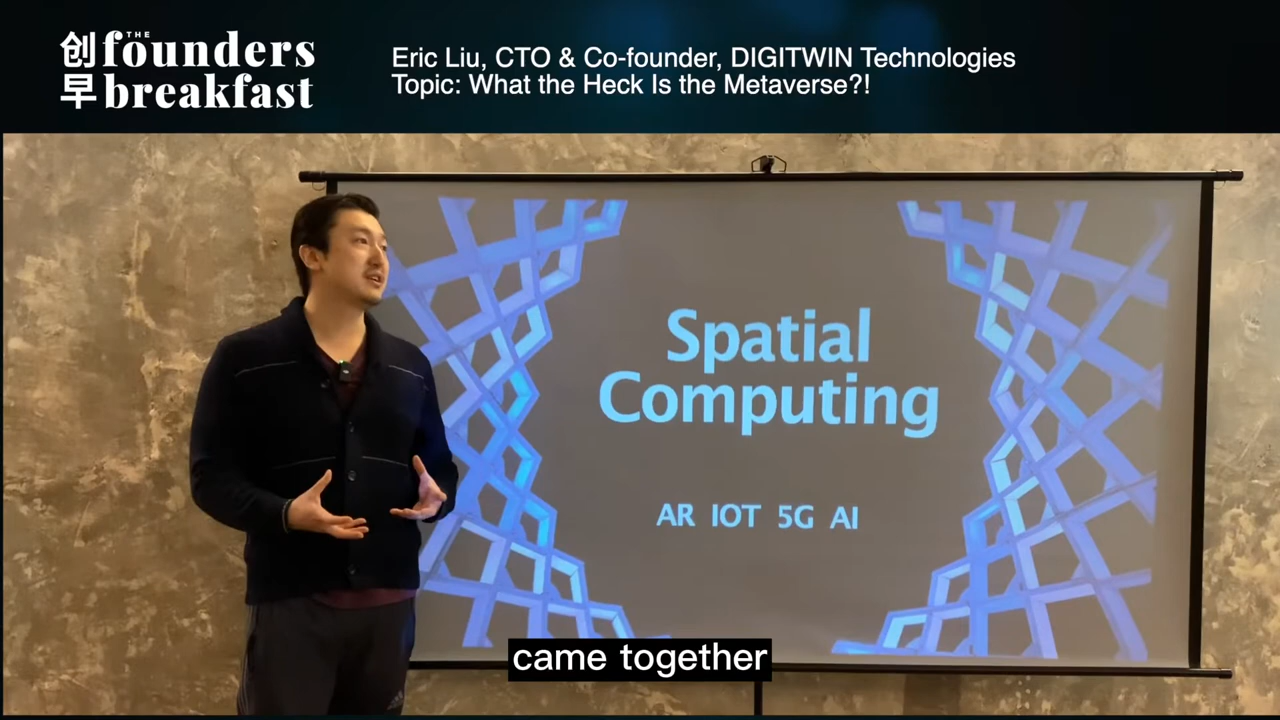 创 THE founders
早 breakfast
Eric Liu, CTO & Co-founder, DIGITWIN Technologies
Topic: What the Heck Is the Metaverse?!
Spatial
Computing
AR IOT 5G AI
came together